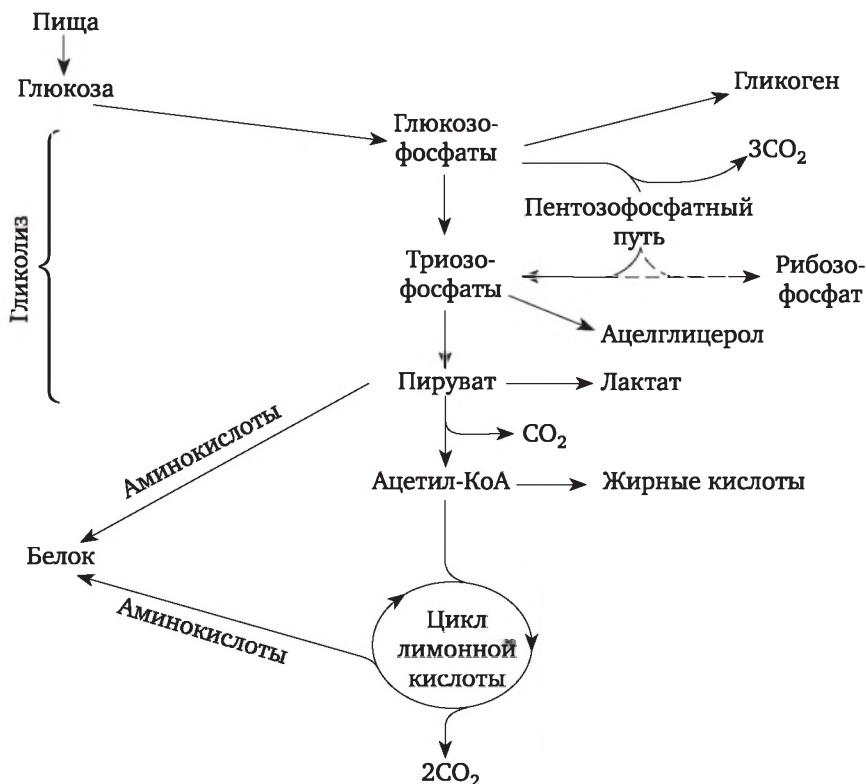 Пища
Глюкоза
Гликоген
Глюкозо-
фосфаты
3CO₂
Пентозофосфатный
путь
Гликолиз
Триозо-
фосфаты
Рибозо-
фосфат
Ацелглицерол
Пируват
Лактат
CO₂
Аминокислоты
Ацетил-КоА
Жирные кислоты
Белок
Аминокислоты
Цикл
лимонной
кислоты
2CO₂